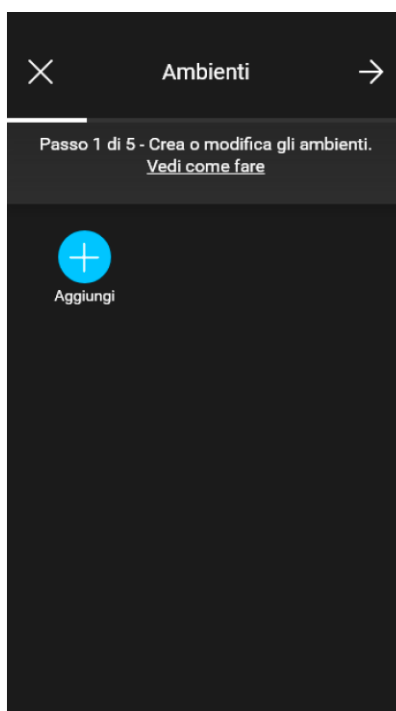 Ambienti
Passo 1 di 5 - Crea o modifica gli ambienti.
Vedi come fare
Aggiungi